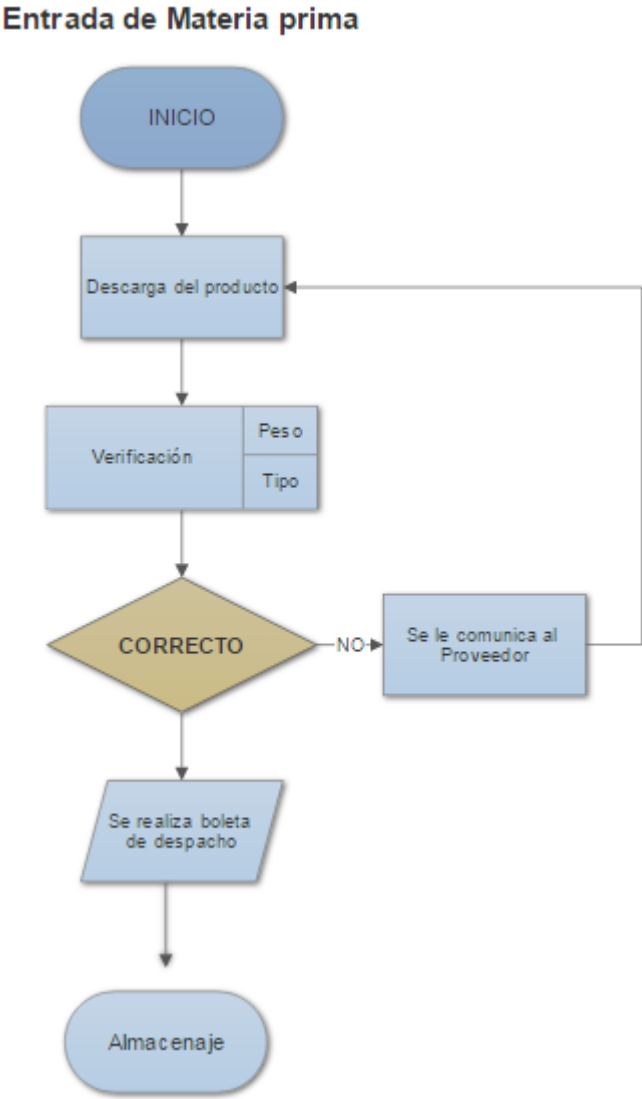 Entrada de Materia prima
INICIO
Descarga del producto
Verificación
Peso
Tipo
CORRECTO
NO
Se le comunica al
Proveedor
Se realiza boleta
de despacho
Almacenaje